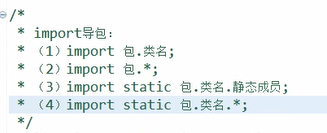 /*
* import导包：
* （1）import 包.类名;
* （2）import 包.*;
* （3）import static 包.类名.静态成员;
* （4）import static 包.类名.*;
*/